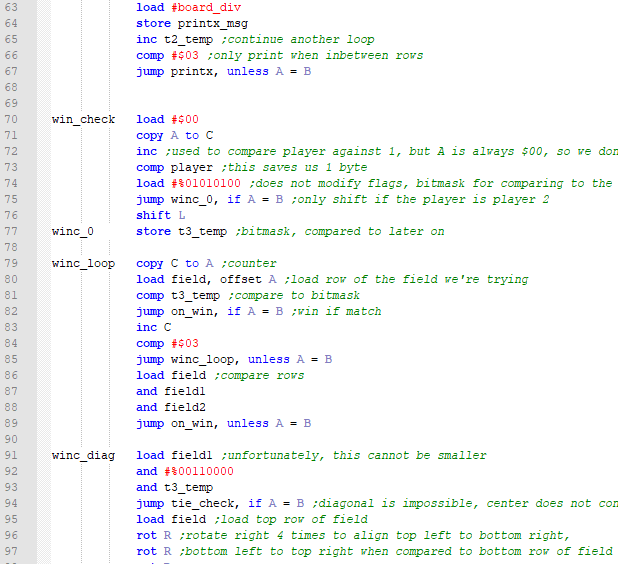 63 load #board_div
64 store printx_msg
65 inc t2_temp ;continue another loop
66 comp #$03 ;only print when inbetween rows
67 jump printx, unless A = B
68
69
70 win_check load #$00
71 copy A to C
72 inc ;used to compare player against 1, but A is always $00, so we don
73 comp player ;this saves us 1 byte
74 load #%01010100 ;does not modify flags, bitmask for comparing to the
75 jump winc_0, if A = B ;only shift if the player is player 2
76 shift L
77 winc_0 store t3_temp ;bitmask, compared to later on
78
79 winc_loop copy C to A ;counter
80 load field, offset A ;load row of the field we're trying
81 comp t3_temp ;compare to bitmask
82 jump on_win, if A = B ;win if match
83 inc C
84 comp #$03
85 jump winc_loop, unless A = B
86 load field ;compare rows
87 and field1
88 and field2
89 jump on_win, unless A = B
90
91 winc_diag load field1 ;unfortunately, this cannot be smaller
92 and #%00110000
93 and t3_temp
94 jump tie_check, if A = B ;diagonal is impossible, center does not con
95 load field ;load top row of field
96 rot R ;rotate right 4 times to align top left to bottom right,
97 rot R ;bottom left to top right when compared to bottom row of field